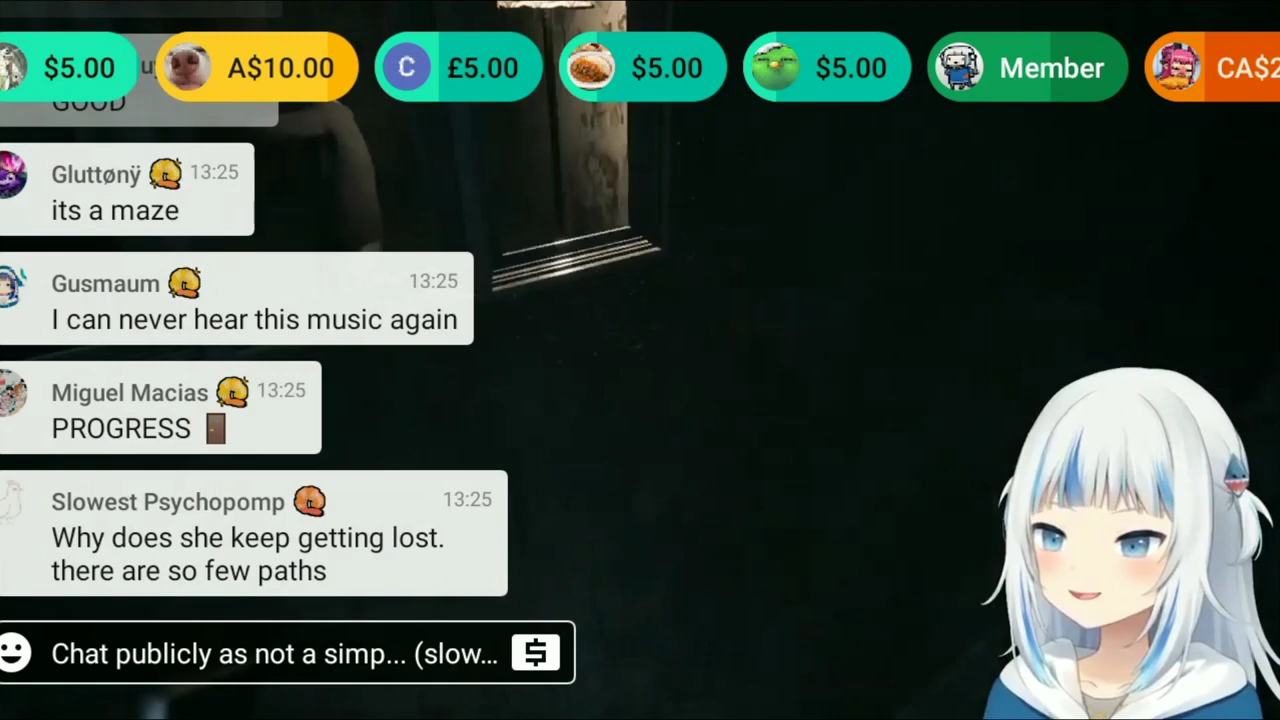 $5.00
A$10.00
C
£5.00
$5.00
$5.00
Member
CA$2
GOOD
Gluttønÿ 13:25
its a maze
Gusmaum 13:25
I can never hear this music again
Miguel Macias 13:25
PROGRESS 🚪
Slowest Psychopomp 13:25
Why does she keep getting lost.
there are so few paths
Chat publicly as not a simp... (slow...
$